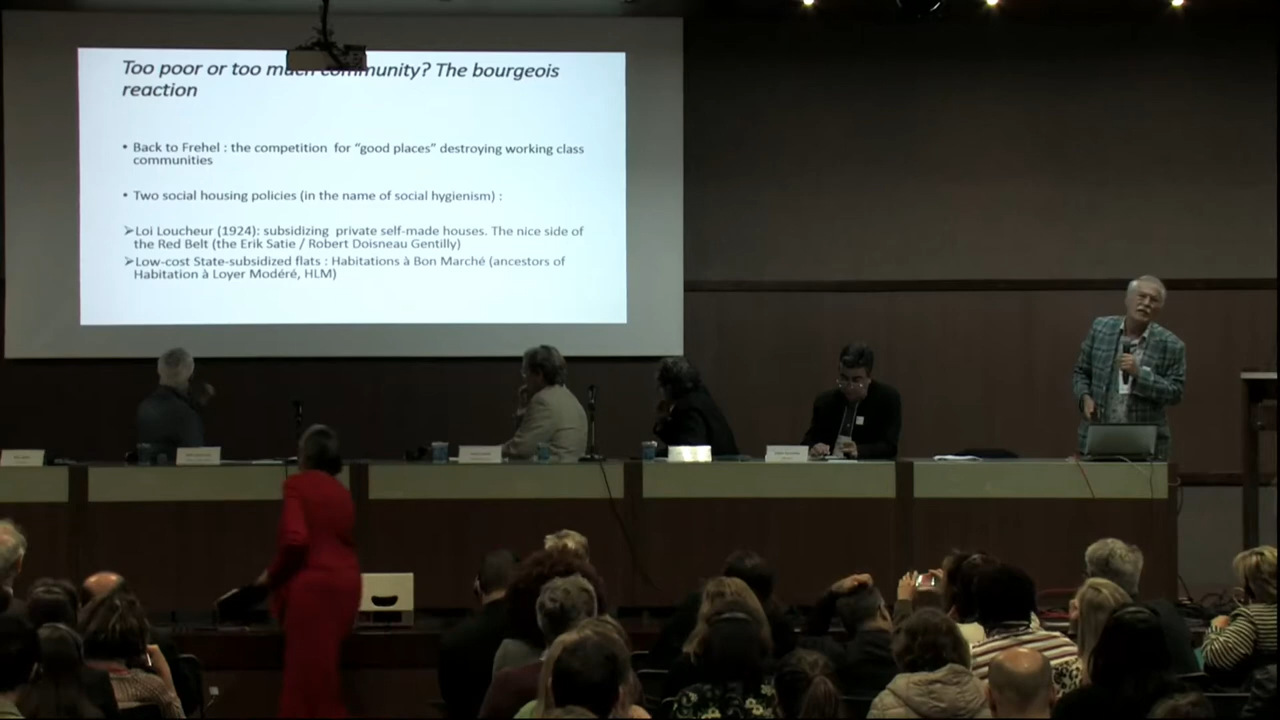 Too poor or too much community? The bourgeois
reaction
• Back to Frehel : the competition for “good places” destroying working class
communities
• Two social housing policies (in the name of social hygienism) :
➢Loi Loucheur (1924): subsidizing private self-made houses. The nice side of
the Red Belt (the Erik Satie / Robert Doisneau Gentilly)
➢Low-cost State-subsidized flats : Habitations à Bon Marché (ancestors of
Habitation à Loyer Modéré, HLM)